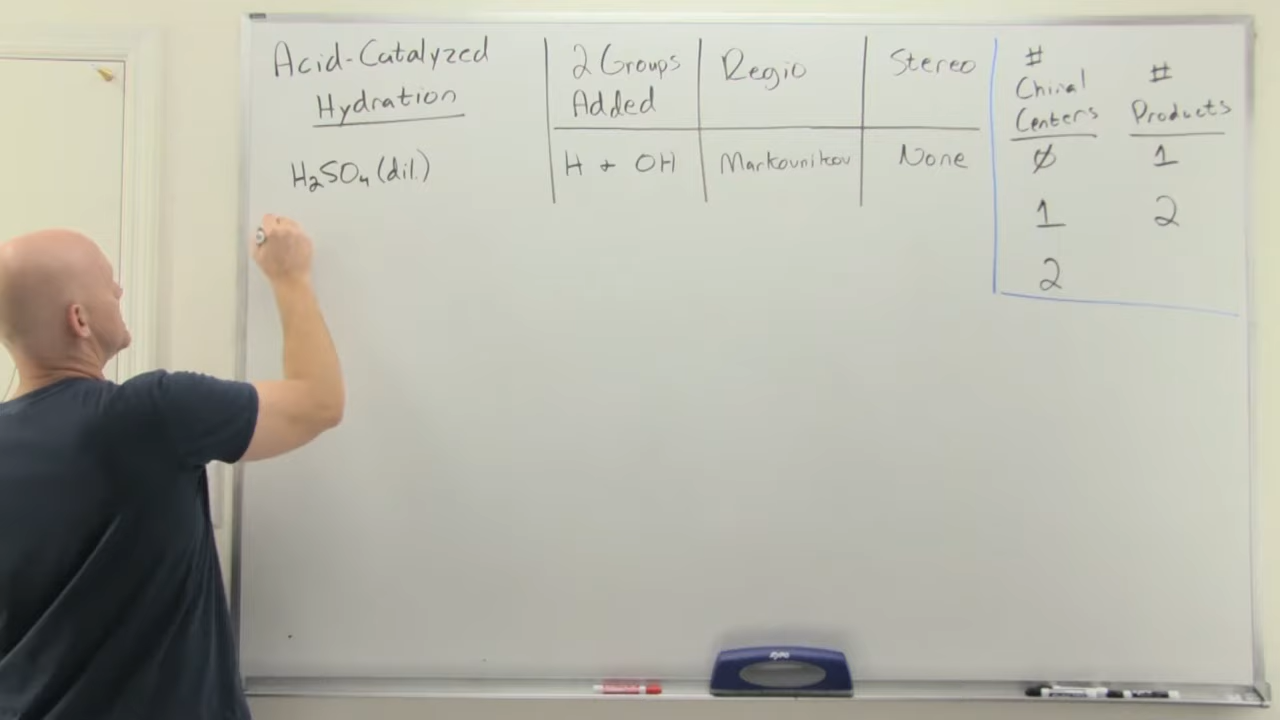 Acid-Catalyzed
Hydration
H₂SO₄ (dil.)
2 Groups
Added
H + OH
Regio
Markovnikov
Stereo
None
#
Chiral
Centers
#
Products
∅ 1
1 2
2
EXPO